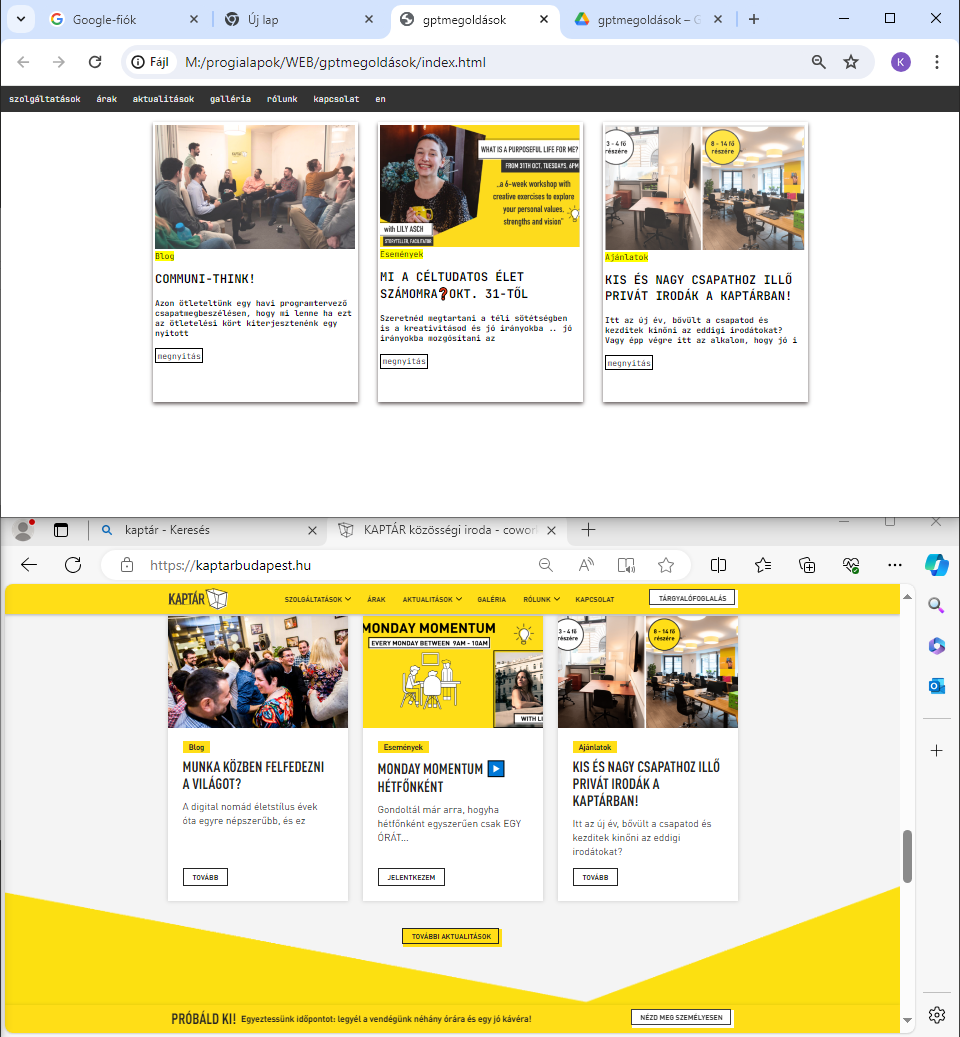 Google-fiók
Új lap
gptmegoldások
gptmegoldások – G
Fájl
M:/progialapok/WEB/gptmegoldások/index.html
K
szolgáltatások árak aktualitások galléria rólunk kapcsolat en
WHAT IS A PURPOSEFUL LIFE FOR ME?
FROM 31TH OCT, TUESDAYS, 6PM
..a 6-week workshop with
creative exercises to explore
your personal values,
strengths and vision"
with LILY ASCH
STORYTELLER, FACILITATOR
3 - 4 fő
részére
8 - 14 fő
részére
Blog
COMMUNI-THINK!
Azon ötleteltünk egy havi programtervező
csapatmegbeszélésen, hogy mi lenne ha ezt
az ötletelési kört kiterjesztenénk egy
nyitott
megnyitás
Események
MI A CÉLTUDATOS ÉLET
SZÁMOMRA❓OKT. 31-TŐL
Szeretnéd megtartani a téli sötétségben
is a kreativitásod és jó irányokba .. jó
irányokba mozgósítani az
megnyitás
Ajánlatok
KIS ÉS NAGY CSAPATHOZ ILLŐ
PRIVÁT IRODÁK A KAPTÁRBAN!
Itt az új év, bővült a csapatod és
kezditek kinőni az eddigi irodátokat?
Vagy épp végre itt az alkalom, hogy jó i
megnyitás
kaptár - Keresés
KAPTÁR közösségi iroda - cowor
https://kaptarbudapest.hu
KAPTÁR
SZOLGÁLTATÁSOK ÁRAK AKTUALITÁSOK GALÉRIA RÓLUNK KAPCSOLAT
TÁRGYALÓFOGLALÁS
MONDAY MOMENTUM
EVERY MONDAY BETWEEN 9AM - 10AM
WITH LI
3 - 4 fő
részére
8 - 14 fő
részére
Blog
MUNKA KÖZBEN FELFEDEZNI
A VILÁGOT?
A digital nomád életstílus évek
óta egyre népszerűbb, és ez
TOVÁBB
Események
MONDAY MOMENTUM ▶️
HÉTFŐNKÉNT
Gondoltál már arra, hogyha
hétfőnként egyszerűen csak EGY
ÓRÁT...
JELENTKEZEM
Ajánlatok
KIS ÉS NAGY CSAPATHOZ ILLŐ
PRIVÁT IRODÁK A
KAPTÁRBAN!
Itt az új év, bővült a csapatod és
kezditek kinőni az eddigi
irodátokat?
TOVÁBB
TOVÁBBI AKTUALITÁSOK
PRÓBÁLD KI! Egyeztessünk időpontot: legyél a vendégünk néhány órára és egy jó kávéra!
NÉZD MEG SZEMÉLYESEN